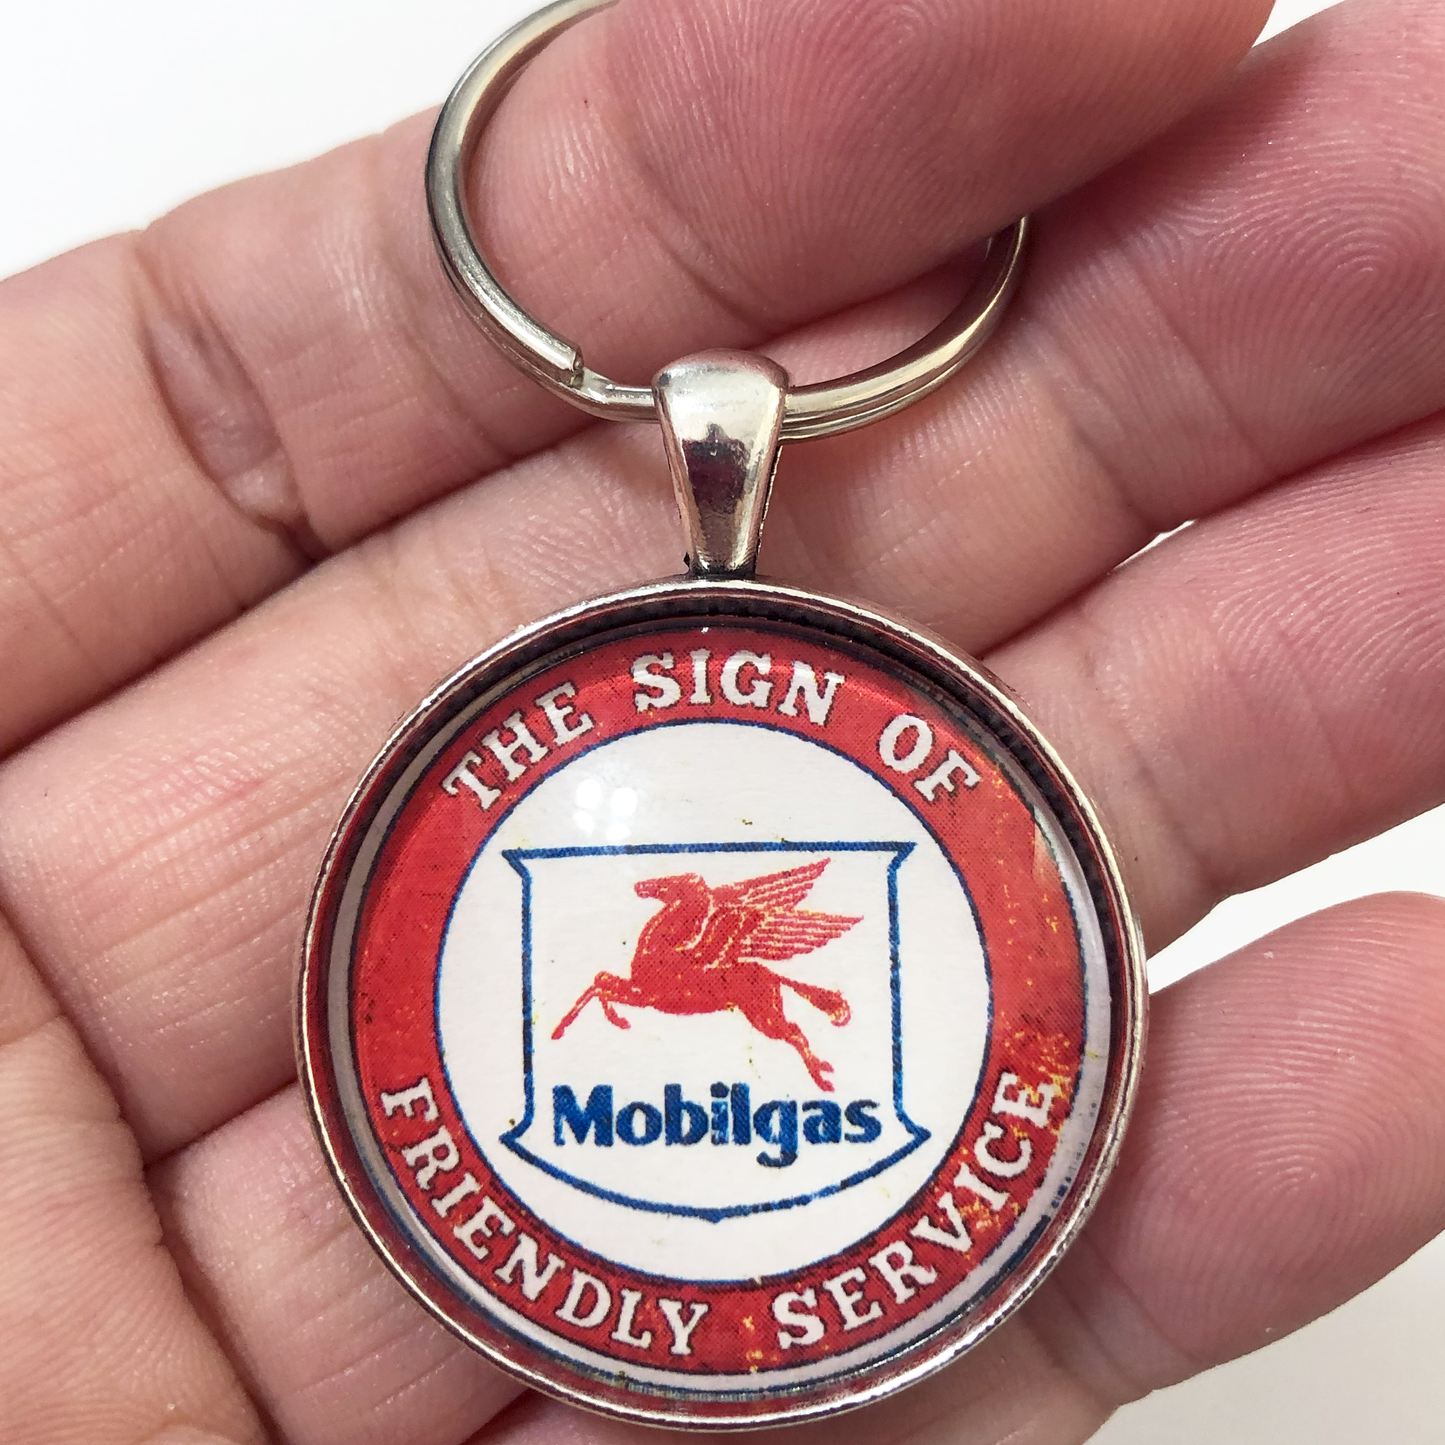 THE SIGN OF
Mobilgas
FRIENDLY SERVICE